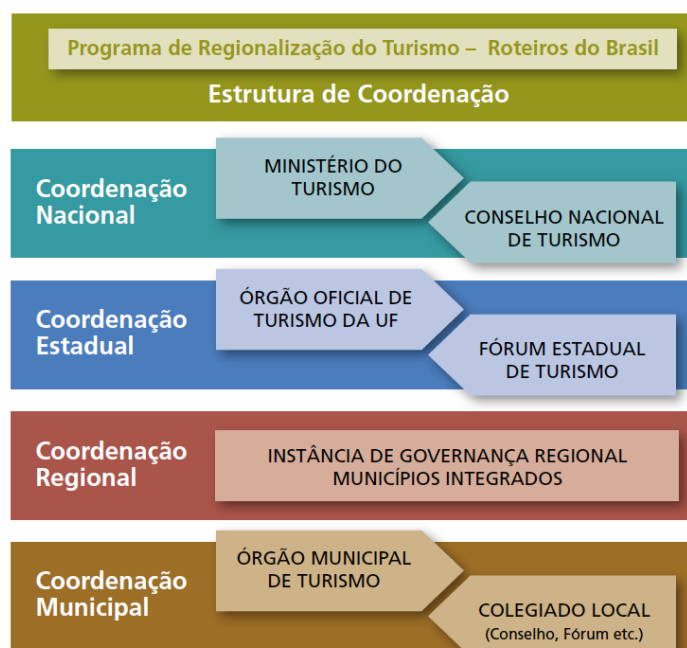 Programa de Regionalização do Turismo – Roteiros do Brasil
Estrutura de Coordenação
Coordenação
Nacional
MINISTÉRIO DO
TURISMO
CONSELHO NACIONAL
DE TURISMO
Coordenação
Estadual
ÓRGÃO OFICIAL DE
TURISMO DA UF
FÓRUM ESTADUAL
DE TURISMO
Coordenação
Regional
INSTÂNCIA DE GOVERNANÇA REGIONAL
MUNICÍPIOS INTEGRADOS
Coordenação
Municipal
ÓRGÃO MUNICIPAL
DE TURISMO
COLEGIADO LOCAL
(Conselho, Fórum etc.)